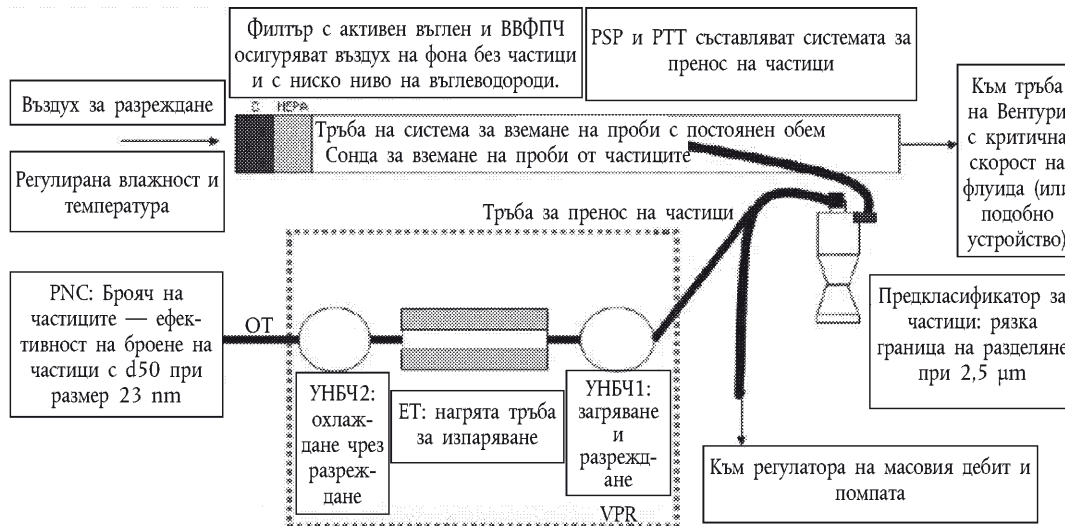 Филтър с активен въглен и ВВФПЧ
осигуряват въздух на фона без частици
и с ниско ниво на въглеводороди.
PSP и PTT съставляват системата за
пренос на частици
Въздух за разреждане
C HEPA
Тръба на система за вземане на проби с постоянен обем
Сонда за вземане на проби от частиците
Към тръба
на Вентури
с критична
скорост на
флуида (или
подобно
устройство)
Регулирана влажност и
температура
Тръба за пренос на частици
PNC: Брояч на
частиците — ефек-
тивност на броене на
частици с d50 при
размер 23 nm
ОТ
Предкласификатор за
частици: рязка
граница на разделяне
при 2,5 μm
УНБЧ2:
охлаж-
дане чрез
разреж-
дане
ЕТ: нагрята тръба
за изпаряване
УНБЧ1:
загряване
и
разрежд-
ане
Към регулатора на масовия дебит и
помпата
VPR